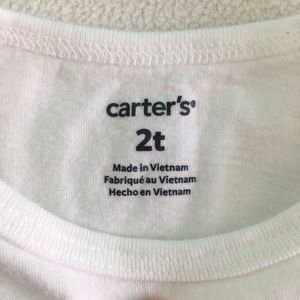 carter's®
2t
Made in Vietnam
Fabriqué au Vietnam
Hecho en Vietnam